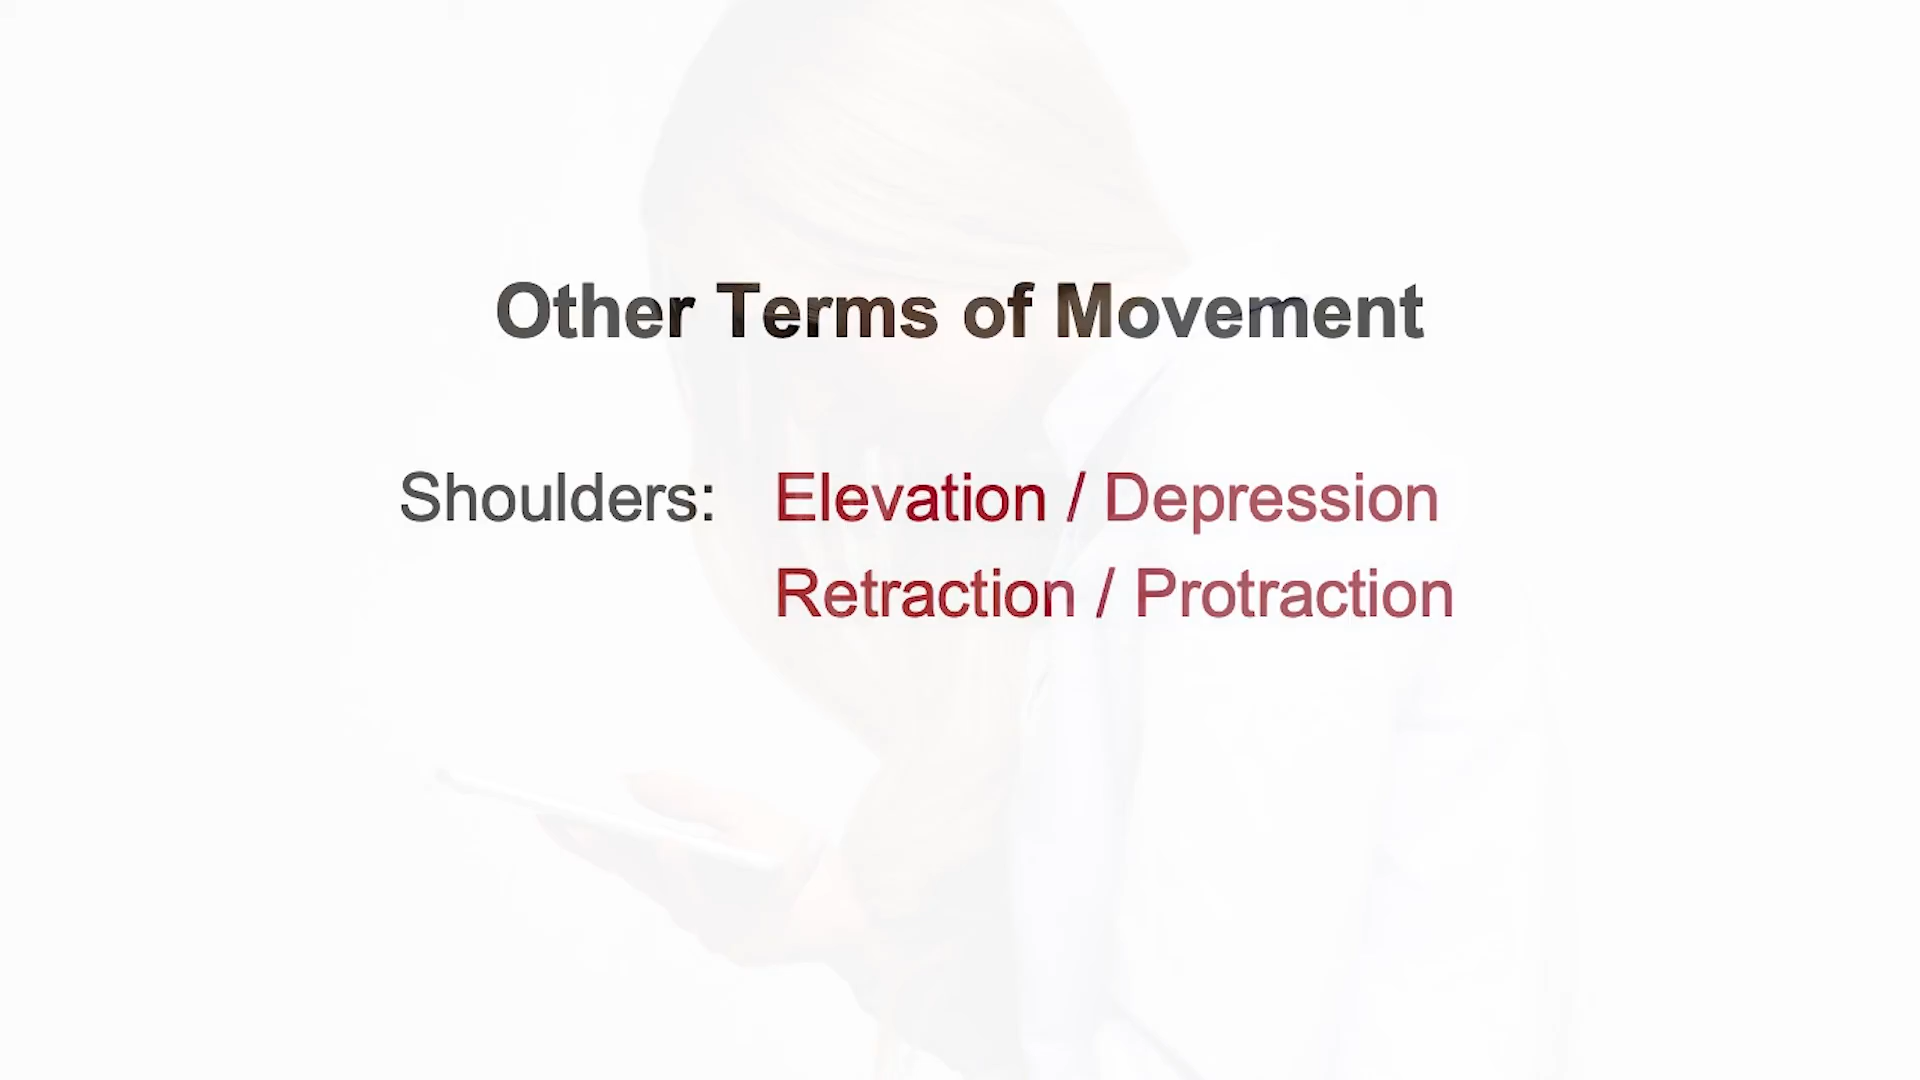 Other Terms of Movement
Shoulders: Elevation / Depression
Retraction / Protraction